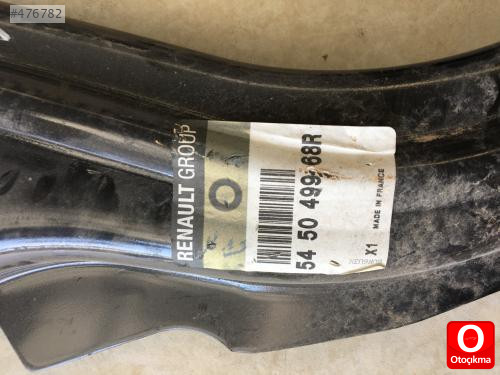 #476782
RENAULT GROUP
54 50 499 68R
X1
MADE IN FRANCE
O
Otoçıkma